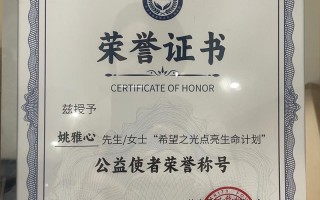 荣誉证书
CERTIFICATE OF HONOR
兹授予
姚雅心 先生/女士“希望之光点亮生命计划”
公益使者荣誉称号